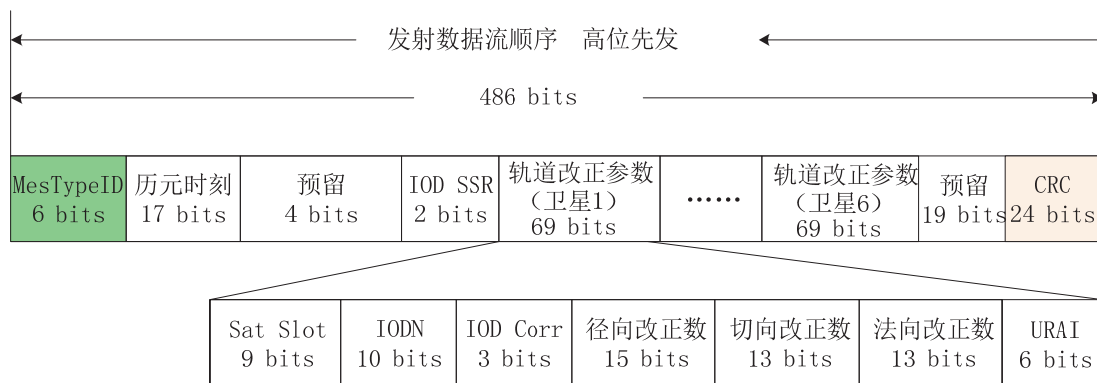 发射数据流顺序 高位先发
486 bits
MesTypeID
6 bits
历元时刻
17 bits
预留
4 bits
IOD SSR
2 bits
轨道改正参数
（卫星1）
69 bits
……
轨道改正参数
（卫星6）
69 bits
预留
19 bits
CRC
24 bits
Sat Slot
9 bits
IODN
10 bits
IOD Corr
3 bits
径向改正数
15 bits
切向改正数
13 bits
法向改正数
13 bits
URAI
6 bits